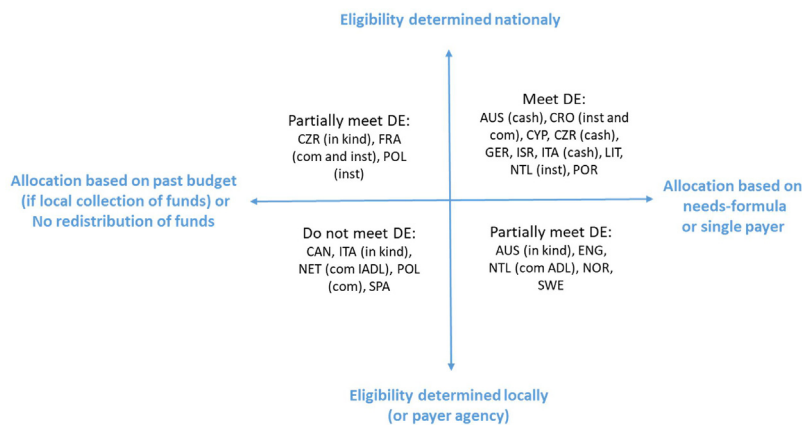 Eligibility determined nationaly
Partially meet DE:
CZR (in kind), FRA
(com and inst), POL
(inst)
Meet DE:
AUS (cash), CRO (inst and
com), CYP, CZR (cash),
GER, ISR, ITA (cash), LIT,
NTL (inst), POR
Allocation based on past budget
(if local collection of funds) or
No redistribution of funds
Allocation based on
needs-formula
or single payer
Do not meet DE:
CAN, ITA (in kind),
NET (com IADL), POL
(com), SPA
Partially meet DE:
AUS (in kind), ENG,
NTL (com ADL), NOR,
SWE
Eligibility determined locally
(or payer agency)